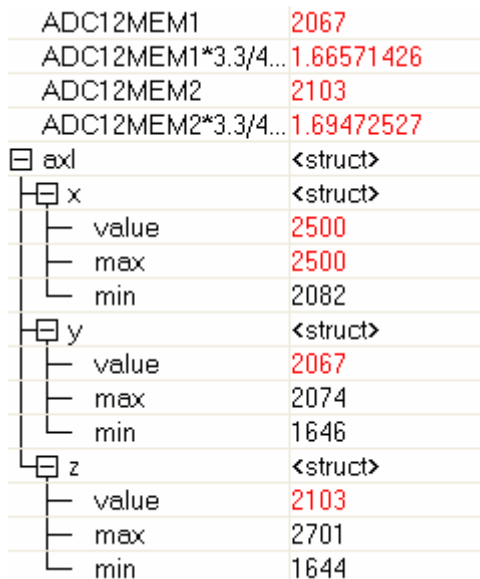 ADC12MEM1 2067
ADC12MEM1*3.3/4... 1.66571426
ADC12MEM2 2103
ADC12MEM2*3.3/4... 1.69472527
axl <struct>
x <struct>
value 2500
max 2500
min 2082
y <struct>
value 2067
max 2074
min 1646
z <struct>
value 2103
max 2701
min 1644